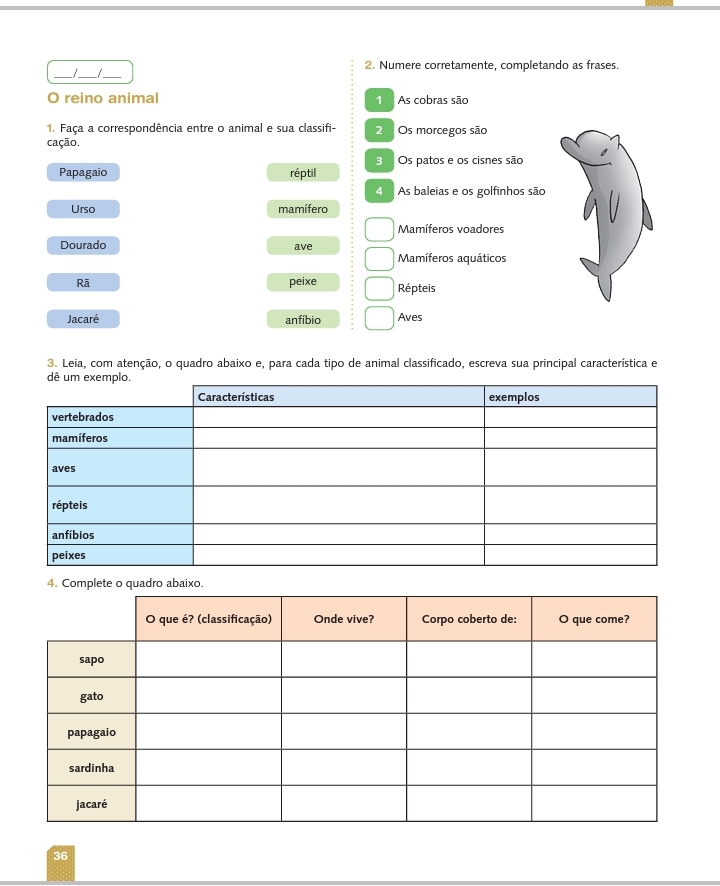 ___/___/___
O reino animal
1. Faça a correspondência entre o animal e sua classifi-
cação.
Papagaio
réptil
Urso
mamífero
Dourado
ave
Rã
peixe
Jacaré
anfíbio
2. Numere corretamente, completando as frases.
1 As cobras são
2 Os morcegos são
3 Os patos e os cisnes são
4 As baleias e os golfinhos são
Mamíferos voadores
Mamíferos aquáticos
Répteis
Aves
3. Leia, com atenção, o quadro abaixo e, para cada tipo de animal classificado, escreva sua principal característica e
dê um exemplo.
Características exemplos
vertebrados
mamíferos
aves
répteis
anfíbios
peixes
4. Complete o quadro abaixo.
O que é? (classificação) Onde vive? Corpo coberto de: O que come?
sapo
gato
papagaio
sardinha
jacaré
36